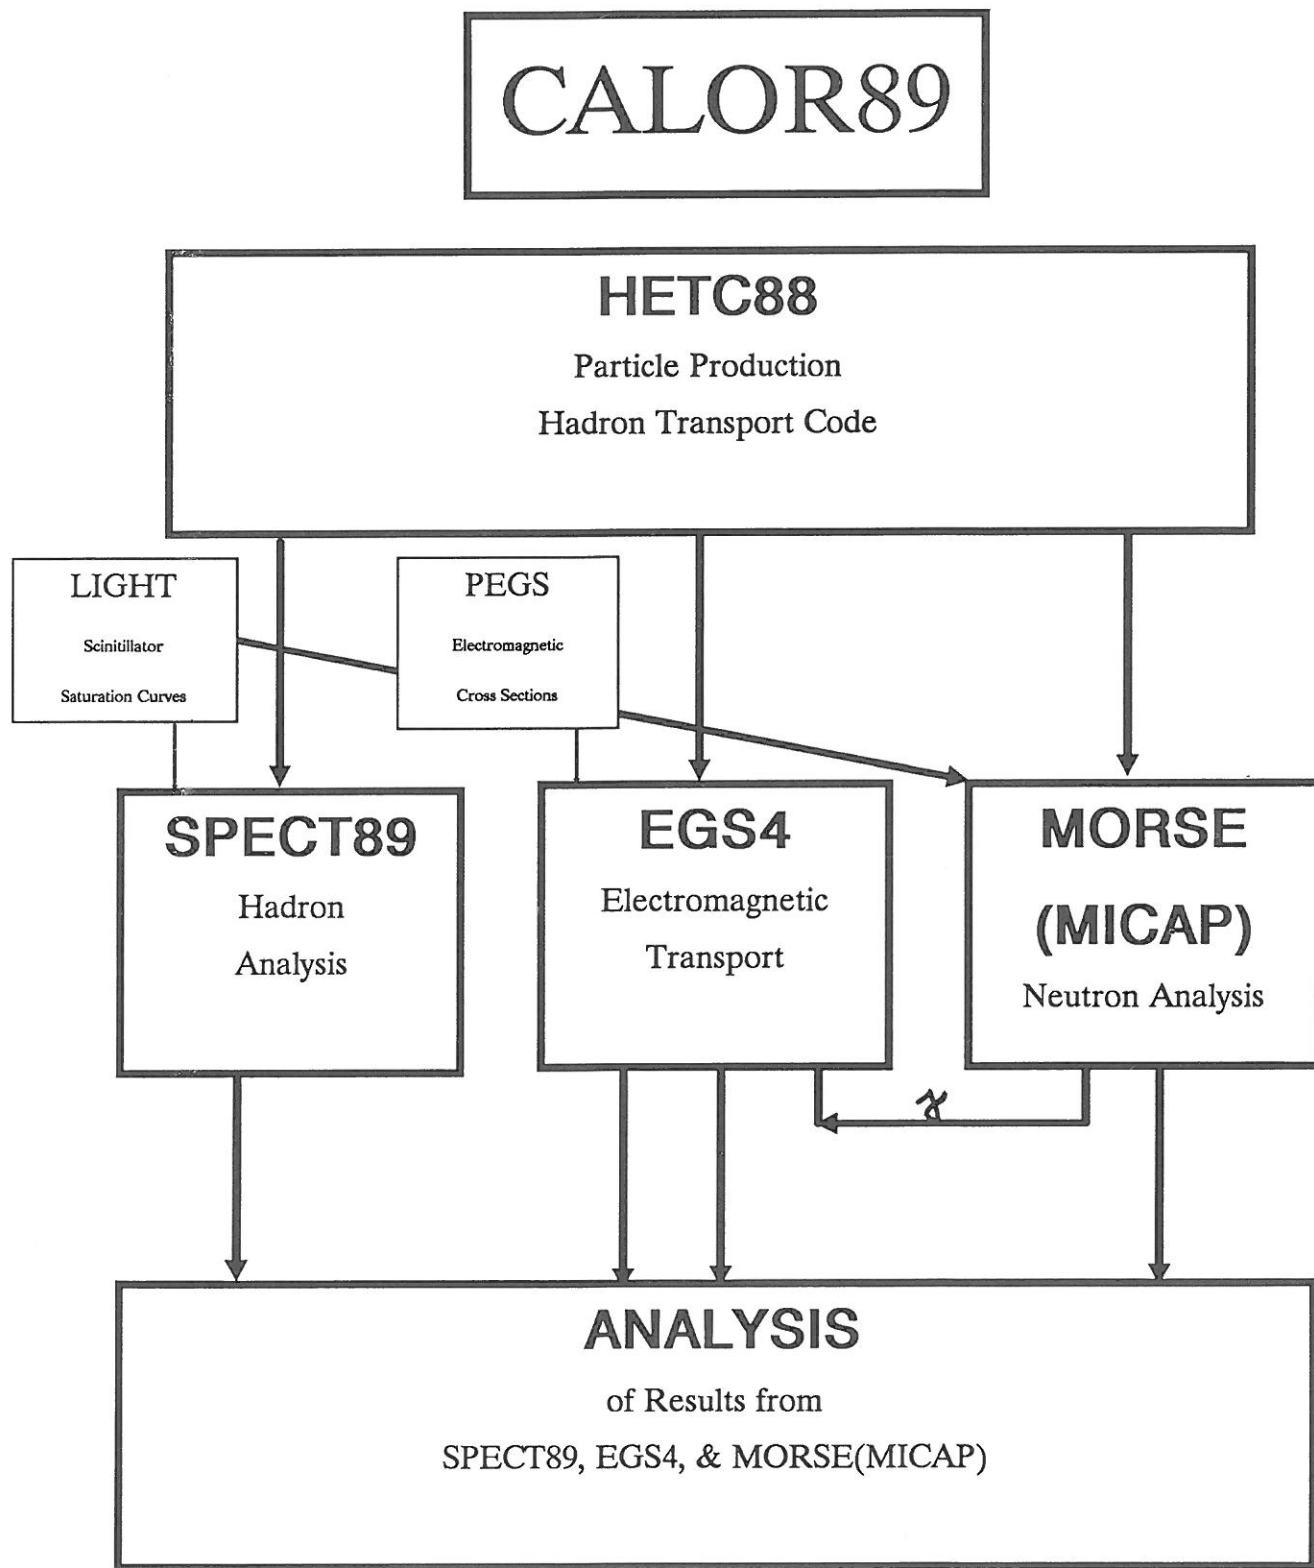 CALOR89
HETC88
Particle Production
Hadron Transport Code
LIGHT
Scinitillator
Saturation Curves
PEGS
Electromagnetic
Cross Sections
SPECT89
Hadron
Analysis
EGS4
Electromagnetic
Transport
MORSE
(MICAP)
Neutron Analysis
γ
ANALYSIS
of Results from
SPECT89, EGS4, & MORSE(MICAP)